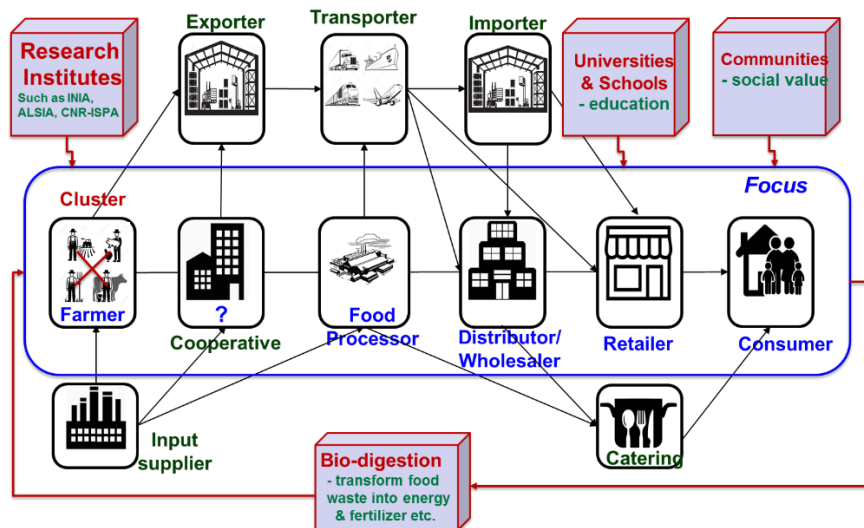 Exporter
Transporter
Importer
Research
Institutes
Such as INIA,
ALSIA, CNR-ISPA
Universities
& Schools
- education
Communities
- social value
Focus
Cluster
Farmer
?
Cooperative
Food
Processor
Distributor/
Wholesaler
Retailer
Consumer
Input
supplier
Catering
Bio-digestion
- transform food
waste into energy
& fertilizer etc.